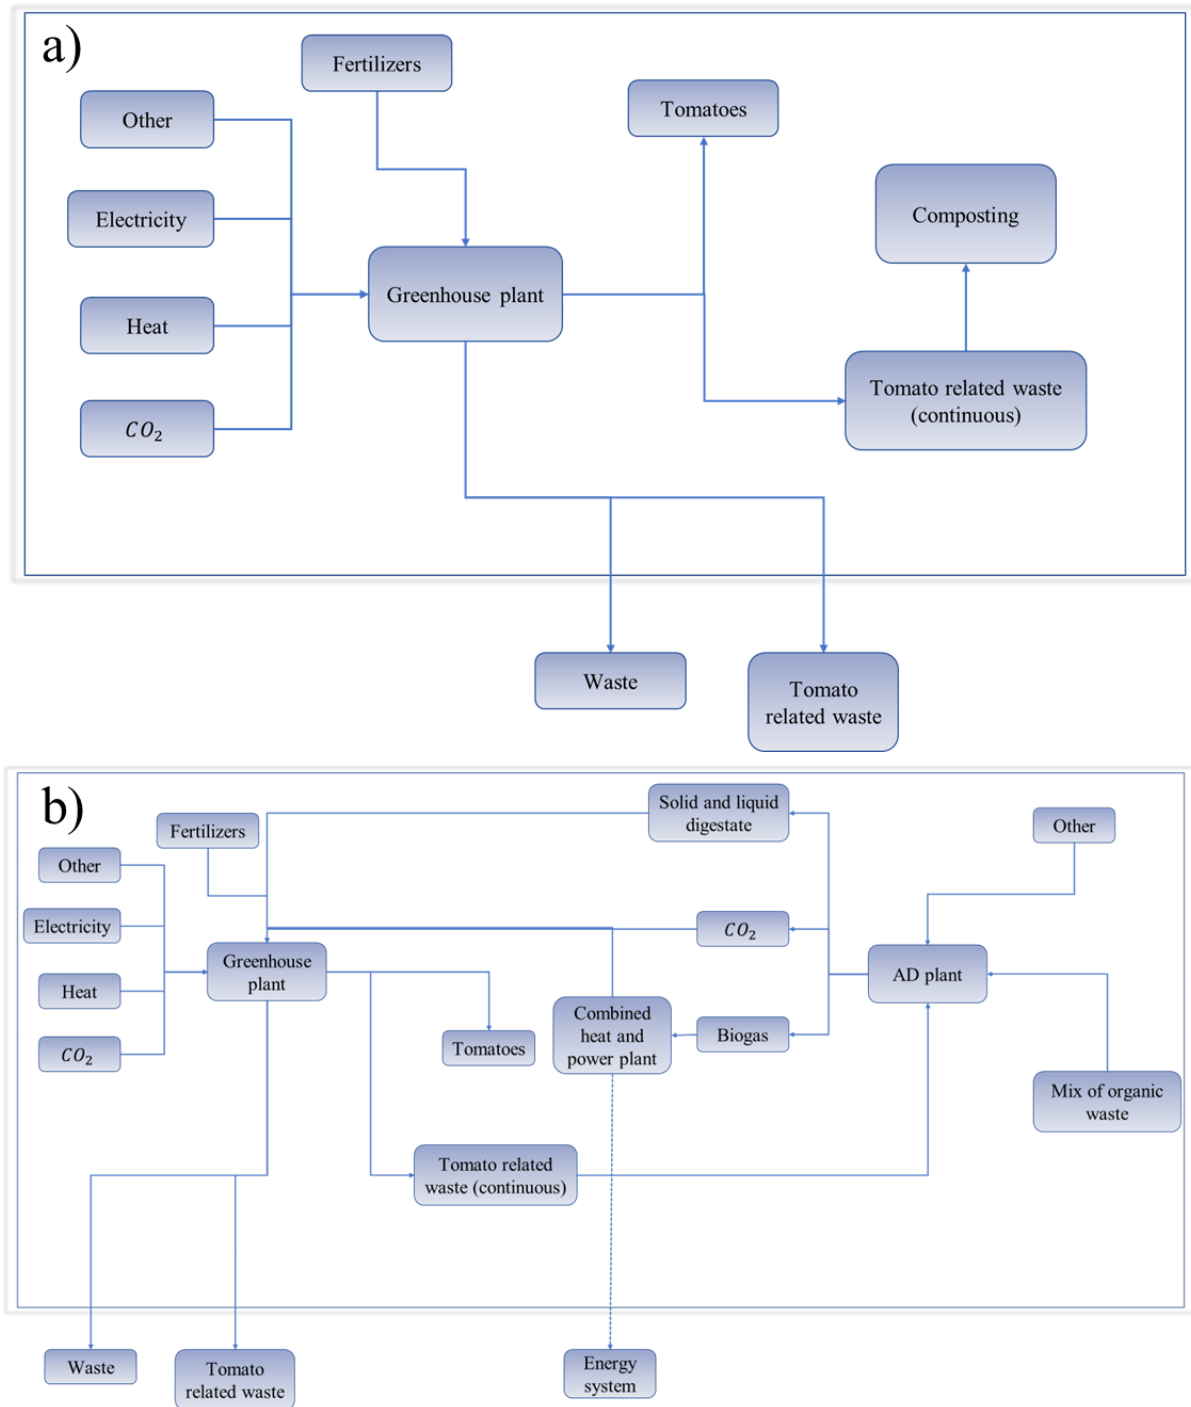 a)
Fertilizers
Other
Tomatoes
Electricity
Composting
Greenhouse plant
Heat
Tomato related waste
(continuous)
CO₂
Waste
Tomato
related waste
b)
Fertilizers
Solid and liquid
digestate
Other
Other
Electricity
CO₂
Greenhouse
plant
AD plant
Heat
Combined
heat and
power plant
Biogas
Tomatoes
CO₂
Mix of organic
waste
Tomato related
waste (continuous)
Waste
Tomato
related waste
Energy
system